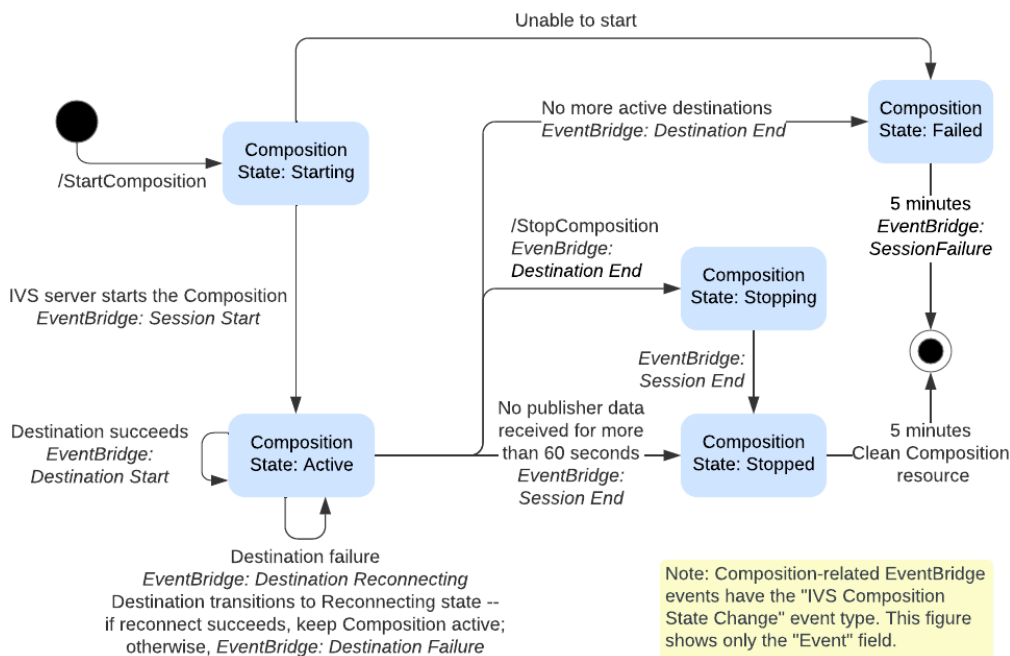 Unable to start
Composition
State: Failed
No more active destinations
EventBridge: Destination End
Composition
State: Starting
/StartComposition
5 minutes
EventBridge:
SessionFailure
/StopComposition
EvenBridge:
Destination End
Composition
State: Stopping
IVS server starts the Composition
EventBridge: Session Start
EventBridge:
Session End
No publisher data
received for more
than 60 seconds
EventBridge:
Session End
Destination succeeds
EventBridge:
Destination Start
Composition
State: Active
Composition
State: Stopped
5 minutes
Clean Composition
resource
Destination failure
EventBridge: Destination Reconnecting
Destination transitions to Reconnecting state --
if reconnect succeeds, keep Composition active;
otherwise, EventBridge: Destination Failure
Note: Composition-related EventBridge
events have the "IVS Composition
State Change" event type. This figure
shows only the "Event" field.